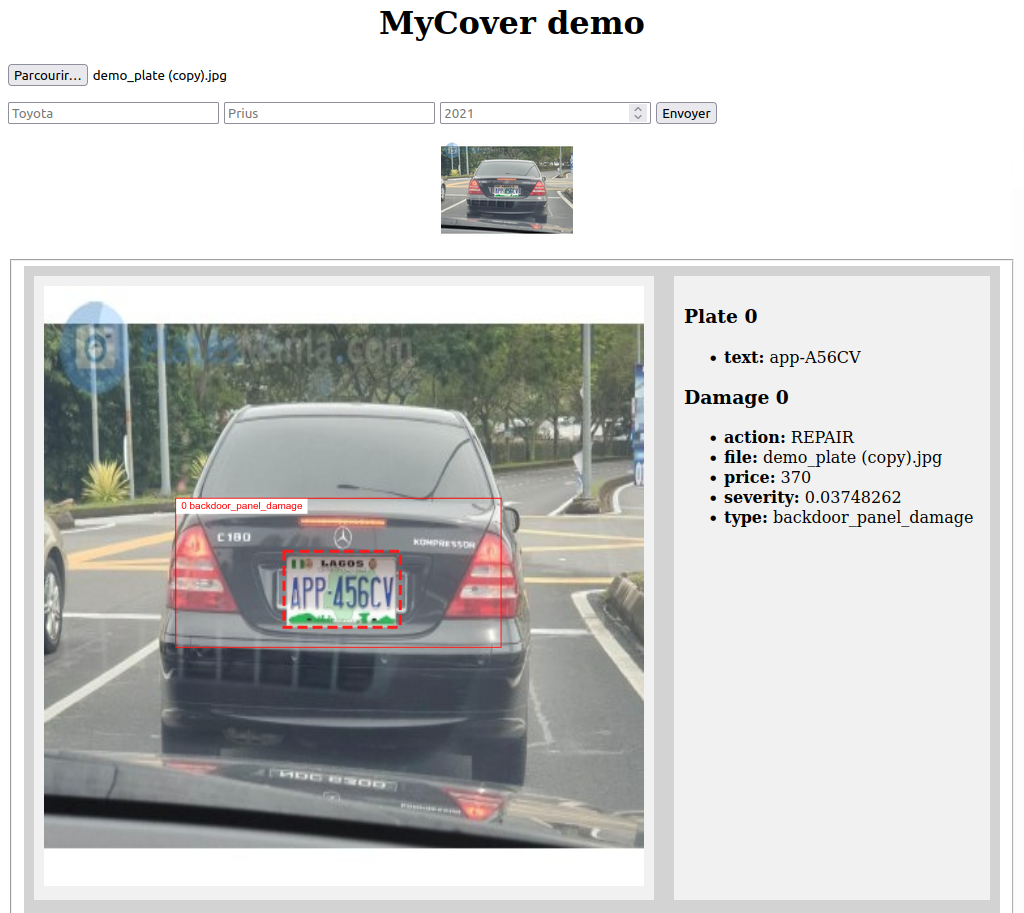 MyCover demo
Parcourir... demo_plate (copy).jpg
Toyota Prius 2021 Envoyer
Plate 0
text: app-A56CV
Damage 0
action: REPAIR
file: demo_plate (copy).jpg
price: 370
severity: 0.03748262
type: backdoor_panel_damage
0 backdoor_panel_damage
C180 KOMPRESSOR
LAGOS
APP-456CV